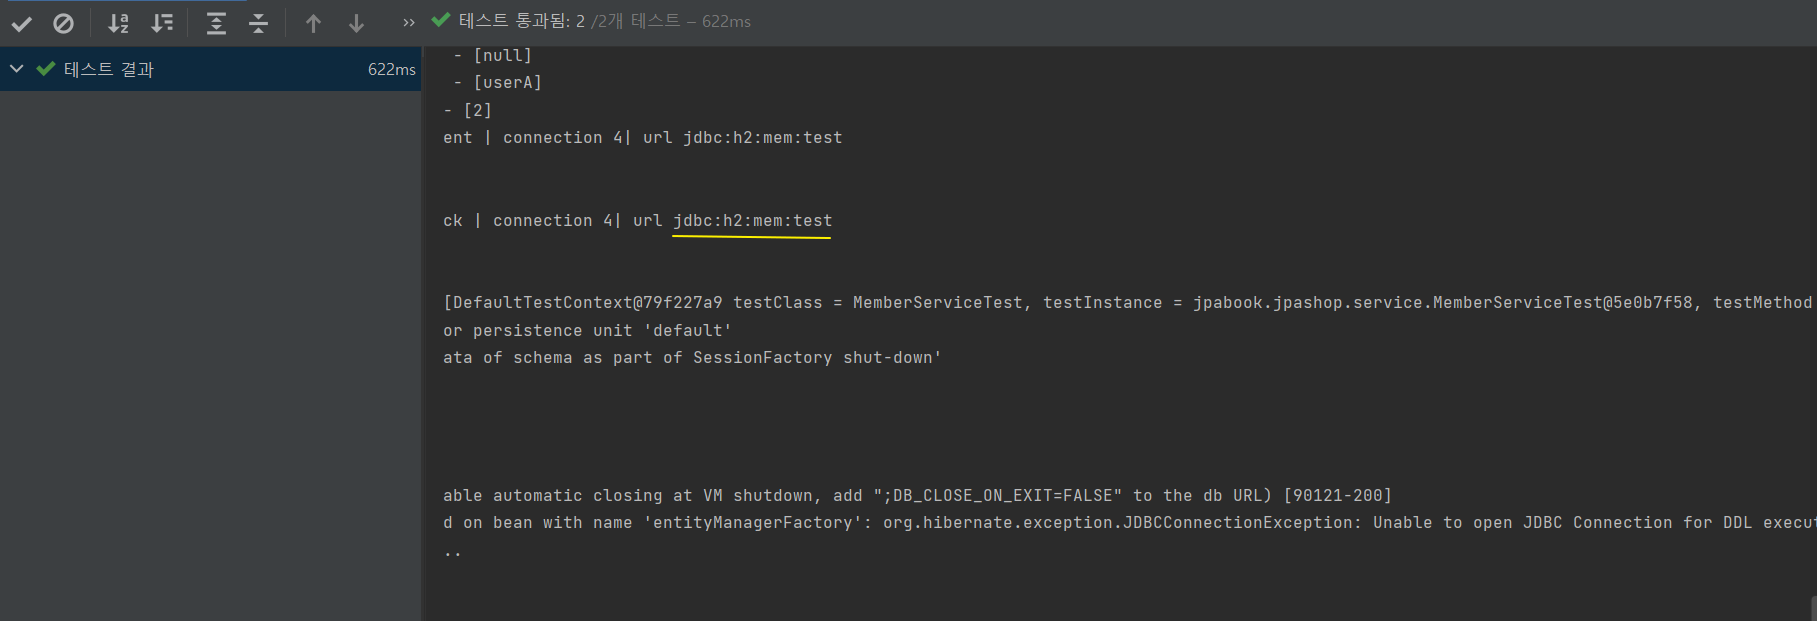 >> 테스트 통과됨: 2 /2개 테스트 – 622ms
테스트 결과 622ms
- [null]
- [userA]
- [2]
ent | connection 4| url jdbc:h2:mem:test
ck | connection 4| url jdbc:h2:mem:test
[DefaultTestContext@79f227a9 testClass = MemberServiceTest, testInstance = jpabook.jpashop.service.MemberServiceTest@5e0b7f58, testMethod
or persistence unit 'default'
ata of schema as part of SessionFactory shut-down'
able automatic closing at VM shutdown, add ";DB_CLOSE_ON_EXIT=FALSE" to the db URL) [90121-200]
d on bean with name 'entityManagerFactory': org.hibernate.exception.JDBCConnectionException: Unable to open JDBC Connection for DDL execut
..